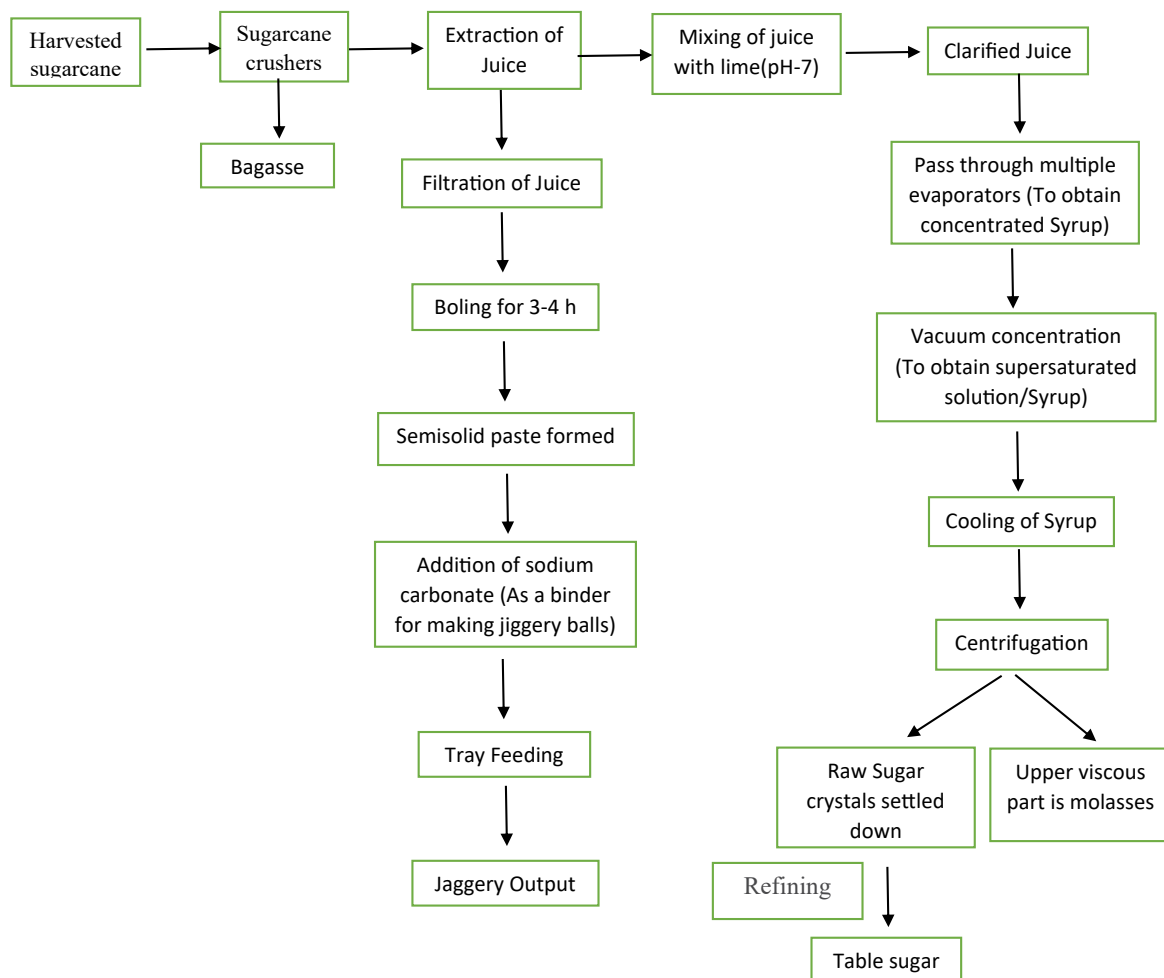 Harvested
sugarcane
Sugarcane
crushers
Extraction of
Juice
Mixing of juice
with lime(pH-7)
Clarified Juice
Bagasse
Filtration of Juice
Pass through multiple
evaporators (To obtain
concentrated Syrup)
Boling for 3-4 h
Vacuum concentration
(To obtain supersaturated
solution/Syrup)
Semisolid paste formed
Cooling of Syrup
Addition of sodium
carbonate (As a binder
for making jiggery balls)
Centrifugation
Tray Feeding
Raw Sugar
crystals settled
down
Upper viscous
part is molasses
Jaggery Output
Refining
Table sugar